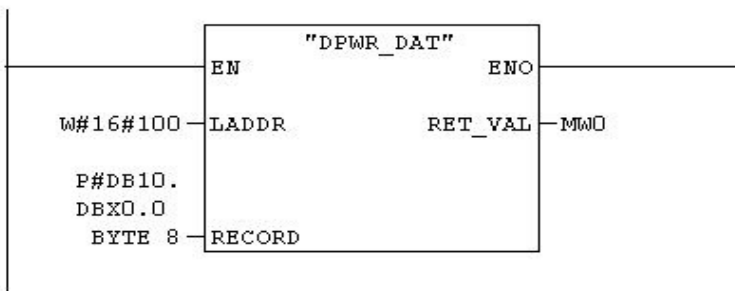 "DPWR_DAT"
EN ENO
W#16#100 LADDR RET_VAL MW0
P#DB10.
DBX0.0
BYTE 8 RECORD